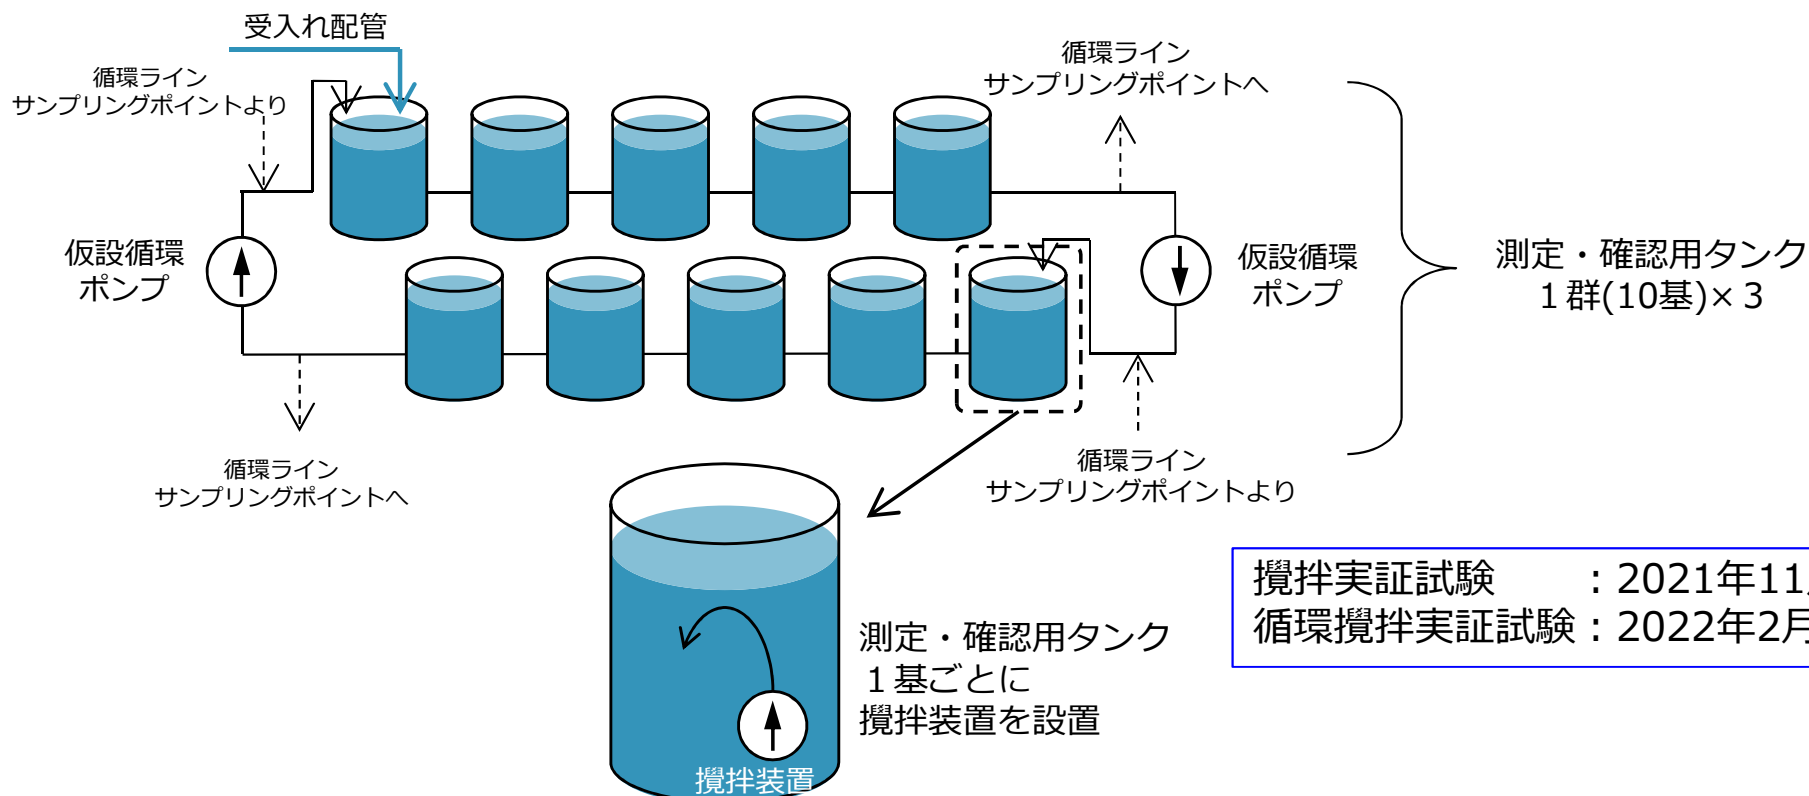 受入れ配管
循環ライン
サンプリングポイントより
循環ライン
サンプリングポイントへ
仮設循環
ポンプ
仮設循環
ポンプ
測定・確認用タンク
１群(10基)×３
循環ライン
サンプリングポイントへ
循環ライン
サンプリングポイントより
測定・確認用タンク
１基ごとに
攪拌装置を設置
攪拌装置
攪拌実証試験　　：2021年11
循環攪拌実証試験：2022年2月